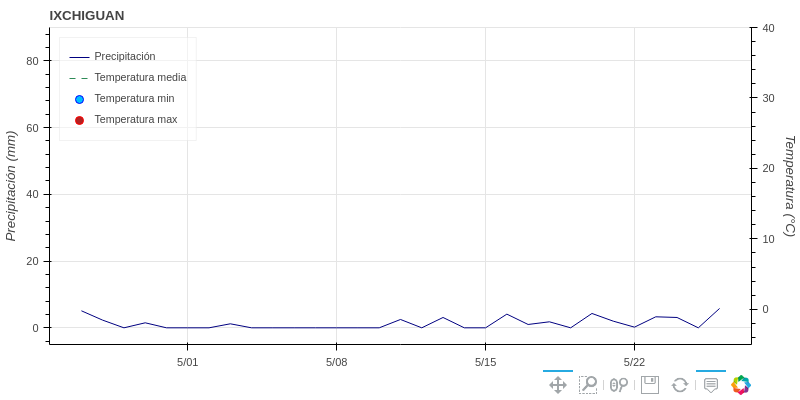 IXCHIGUAN
Precipitación
Temperatura media
Temperatura min
Temperatura max
Precipitación (mm)
80
60
40
20
0
Temperatura (°C)
40
30
20
10
0
5/01
5/08
5/15
5/22